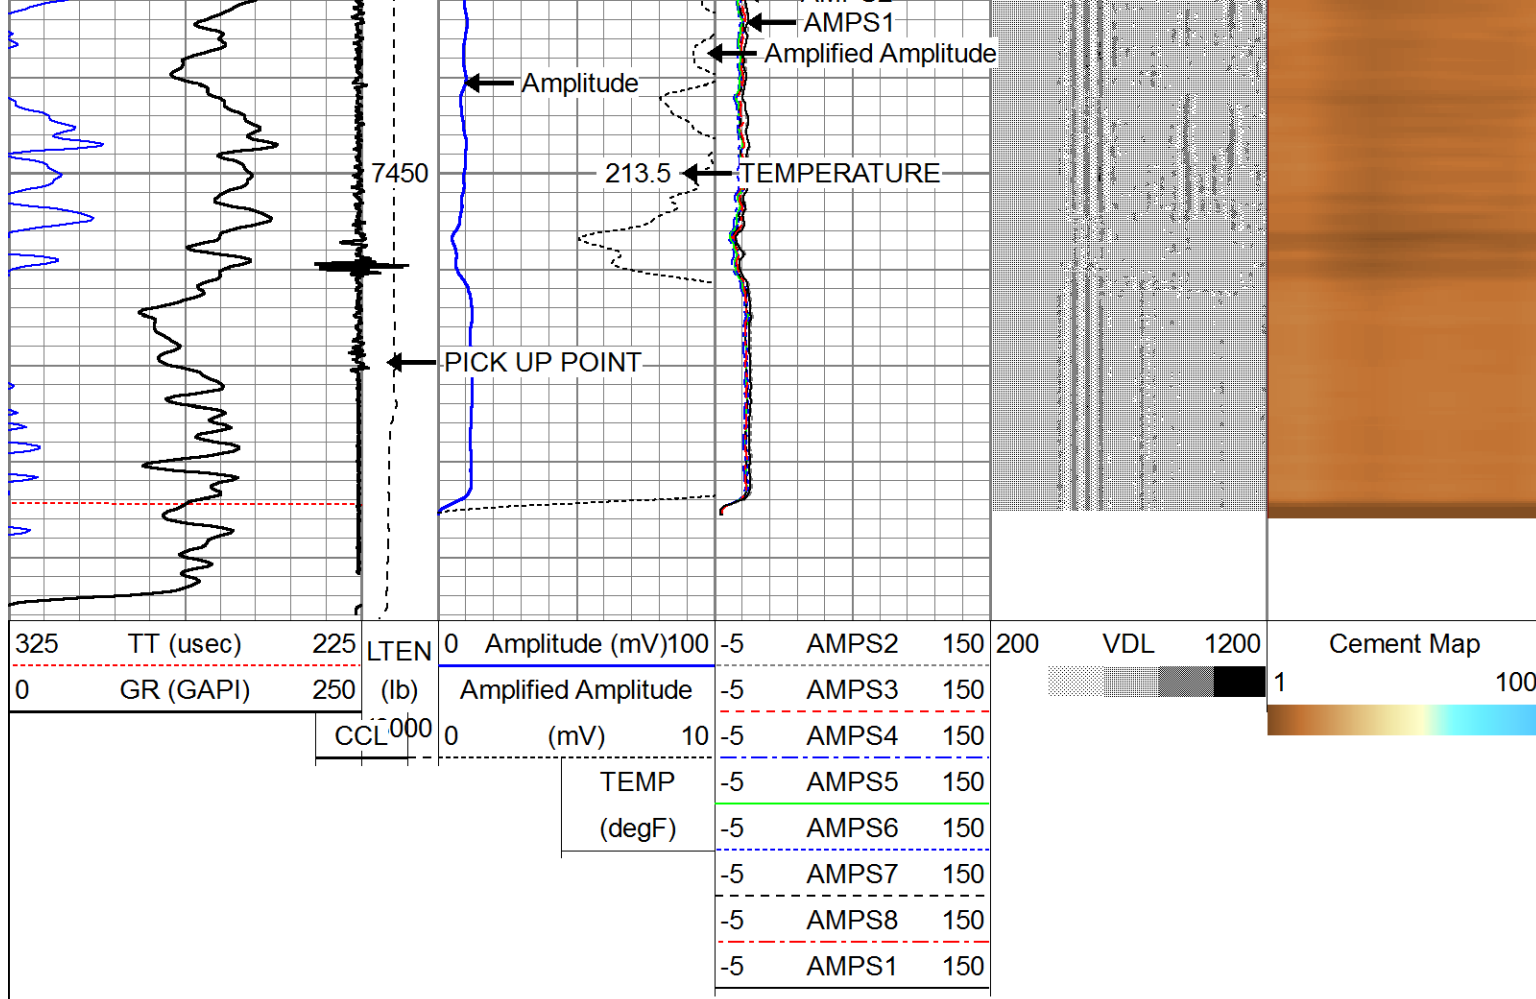 AMPS1
Amplified Amplitude
Amplitude
7450
213.5
TEMPERATURE
PICK UP POINT
325 TT (usec) 225
0 GR (GAPI) 250
CCL
LTEN
(lb)
0 Amplitude (mV) 100
Amplified Amplitude
0 (mV) 10
TEMP
(degF)
-5 AMPS2 150
-5 AMPS3 150
-5 AMPS4 150
-5 AMPS5 150
-5 AMPS6 150
-5 AMPS7 150
-5 AMPS8 150
-5 AMPS1 150
200 VDL 1200
Cement Map
1 100